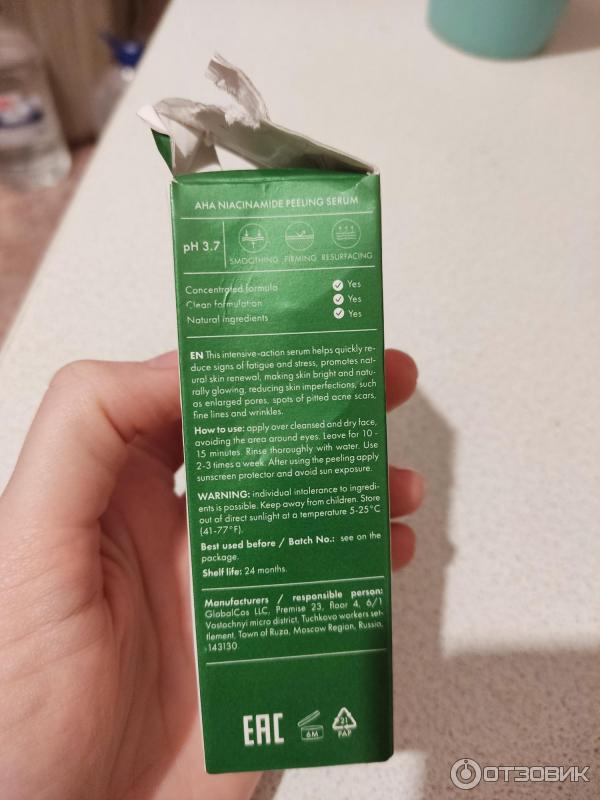 AHA NIACINAMIDE PEELING SERUM
pH 3.7
SMOOTHING FIRMING RESURFACING
Concentrated formula Yes
Clean formulation Yes
Natural ingredients Yes
EN This intensive-action serum helps quickly re-
duce signs of fatigue and stress, promotes nat-
ural skin renewal, making skin bright and natu-
rally glowing, reducing skin imperfections, such
as enlarged pores, spots of pitted acne scars,
fine lines and wrinkles.
How to use: apply over cleansed and dry face,
avoiding the area around eyes. Leave for 10 -
15 minutes. Rinse thoroughly with water. Use
2-3 times a week. After using the peeling apply
sunscreen protector and avoid sun exposure.
WARNING: individual intolerance to ingredi-
ents is possible. Keep away from children. Store
out of direct sunlight at a temperature 5-25°C
(41-77°F).
Best used before / Batch No.: see on the
package.
Shelf life: 24 months.
Manufacturers / responsible person:
GlobalCos LLC, Premise 23, floor 4, 6/1
Vostochnyi micro district, Tuchkovo workers set-
tlement, Town of Ruza, Moscow Region, Russia,
143130
EAC 6M 21
PAP
ОТЗОВИК